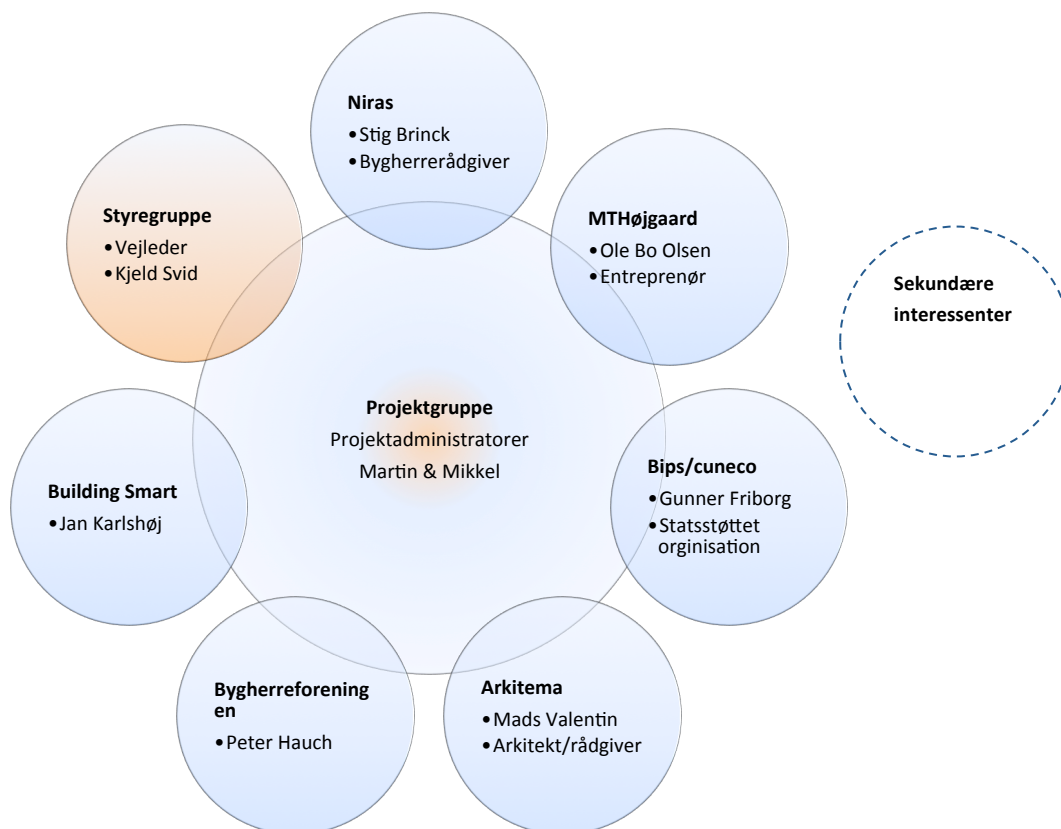 Niras
•Stig Brinck
•Bygherrerådgiver
Styregruppe
•Vejleder
•Kjeld Svid
MTHøjgaard
•Ole Bo Olsen
•Entreprenør
Sekundære
interessenter
Projektgruppe
Projektadministratorer
Martin & Mikkel
Building Smart
•Jan Karlshøj
Bips/cuneco
•Gunner Friborg
•Statsstøttet
orginisation
Bygherreforening
en
•Peter Hauch
Arkitema
•Mads Valentin
•Arkitekt/rådgiver